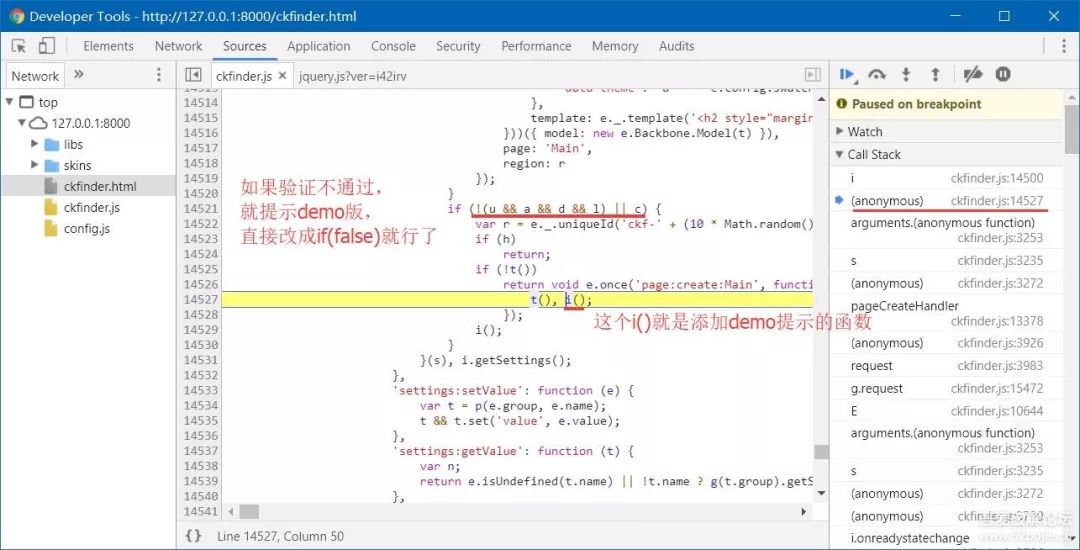 Developer Tools - http://127.0.0.1:8000/ckfinder.html
Elements Network Sources Application Console Security Performance Memory Audits
Network »
top
127.0.0.1:8000
libs
skins
ckfinder.html
ckfinder.js
config.js
ckfinder.js × jquery.js?ver=i42irv
14514 },
14515 template: e._.template('<h2 style="margin
14516 }))({ model: new e.Backbone.Model(t) }),
14517 page: 'Main',
14518 region: r
14519 });
14520 }
14521 if (!(u && a && d && l) || c) {
14522 var r = e._.uniqueId('ckf-' + (10 * Math.random()
14523 if (h)
14524 return;
14525 if (!t())
14526 return void e.once('page:create:Main', functi
14527 t(), i();
14528 });
14529 i();
14530 }
14531 }(s), i.getSettings();
14532 },
14533 'settings:setValue': function (e) {
14534 var t = p(e.group, e.name);
14535 t && t.set('value', e.value);
14536 },
14537 'settings:getValue': function (t) {
14538 var n;
14539 return e.isUndefined(t.name) || !t.name ? g(t.group).getS
14540 },
14541
如果验证不通过，
就提示demo版，
直接改成if(false)就行了
这个i()就是添加demo提示的函数
{} Line 14527, Column 50
Paused on breakpoint
Watch
Call Stack
i ckfinder.js:14500
(anonymous) ckfinder.js:14527
arguments.(anonymous function)
ckfinder.js:3253
s ckfinder.js:3235
(anonymous) ckfinder.js:3272
pageCreateHandler
ckfinder.js:13378
(anonymous) ckfinder.js:3926
request ckfinder.js:3983
g.request ckfinder.js:15472
E ckfinder.js:10644
arguments.(anonymous function)
ckfinder.js:3253
s ckfinder.js:3235
(anonymous) ckfinder.js:3272
(anonymous)
i.onreadystatechange